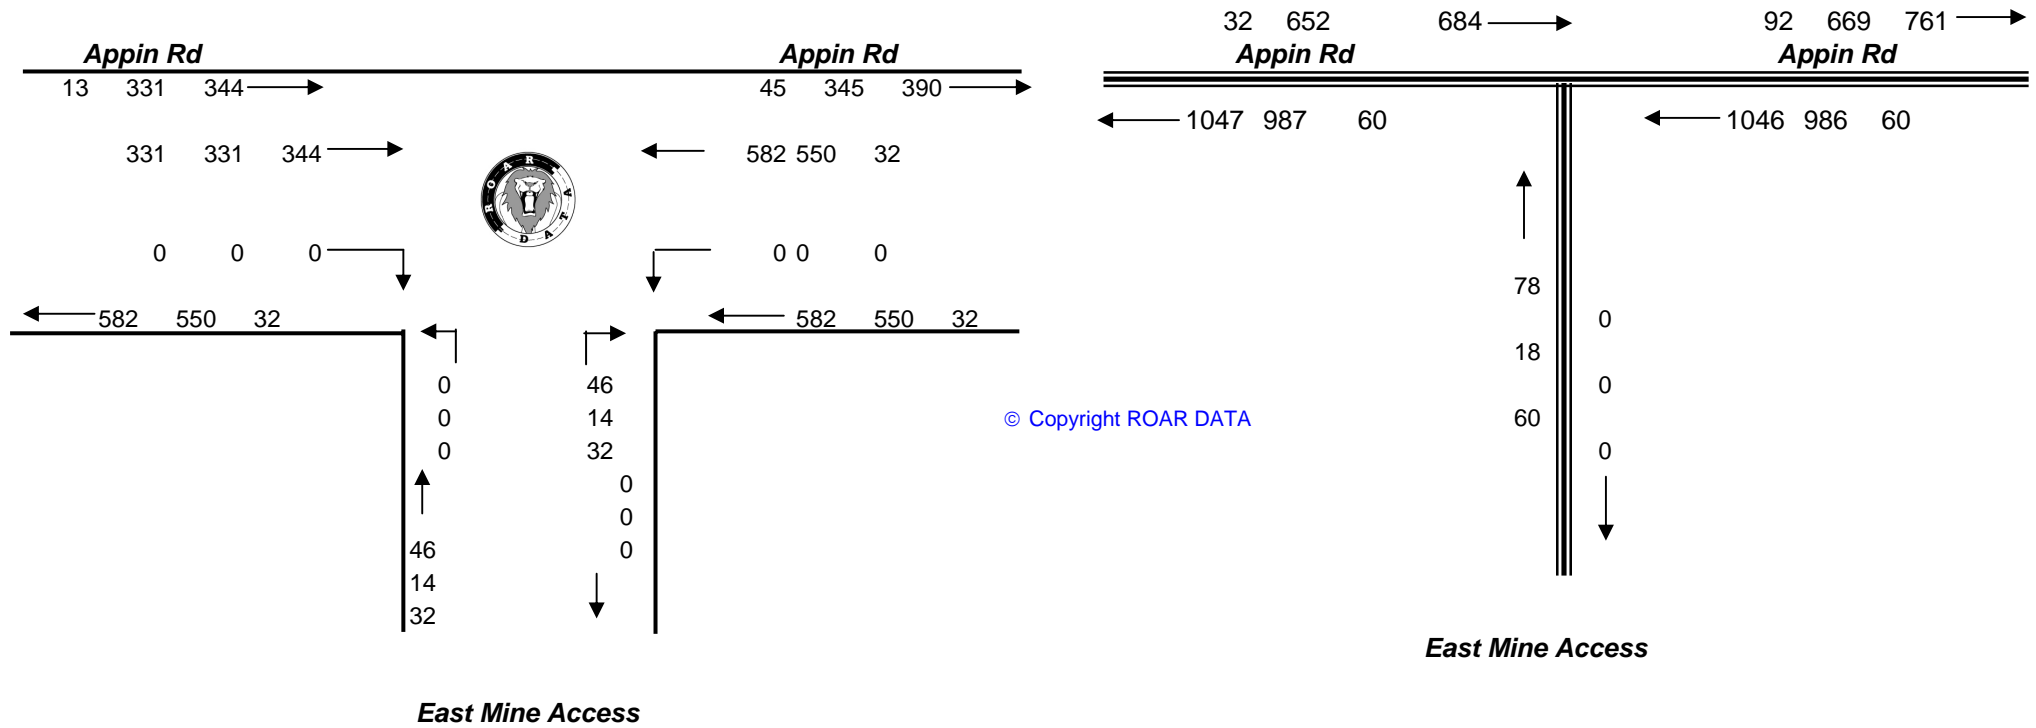 32 652 684 92 669 761
Appin Rd Appin Rd Appin Rd Appin Rd
13 331 344 45 345 390
1047 987 60 1046 986 60
331 331 344 582 550 32
ROAR DATA
0 0 0 0 0 0
78
582 550 32 582 550 32 0
18
0 46 0
0 14 © Copyright ROAR DATA 60
0 32 0
0
0
46 0
14
32
East Mine Access
East Mine Access